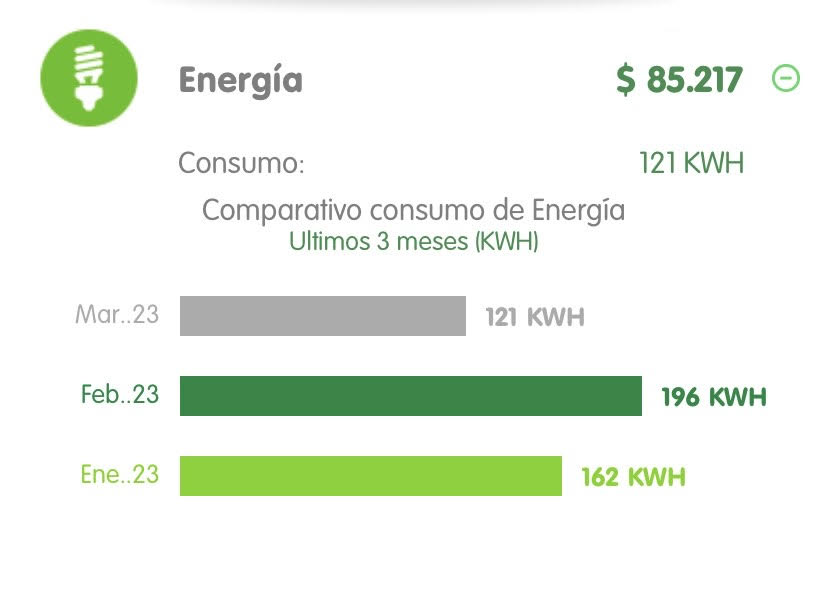 Energía $ 85.217
Consumo: 121 KWH
Comparativo consumo de Energía
Ultimos 3 meses (KWH)
Mar..23 121 KWH
Feb..23 196 KWH
Ene..23 162 KWH